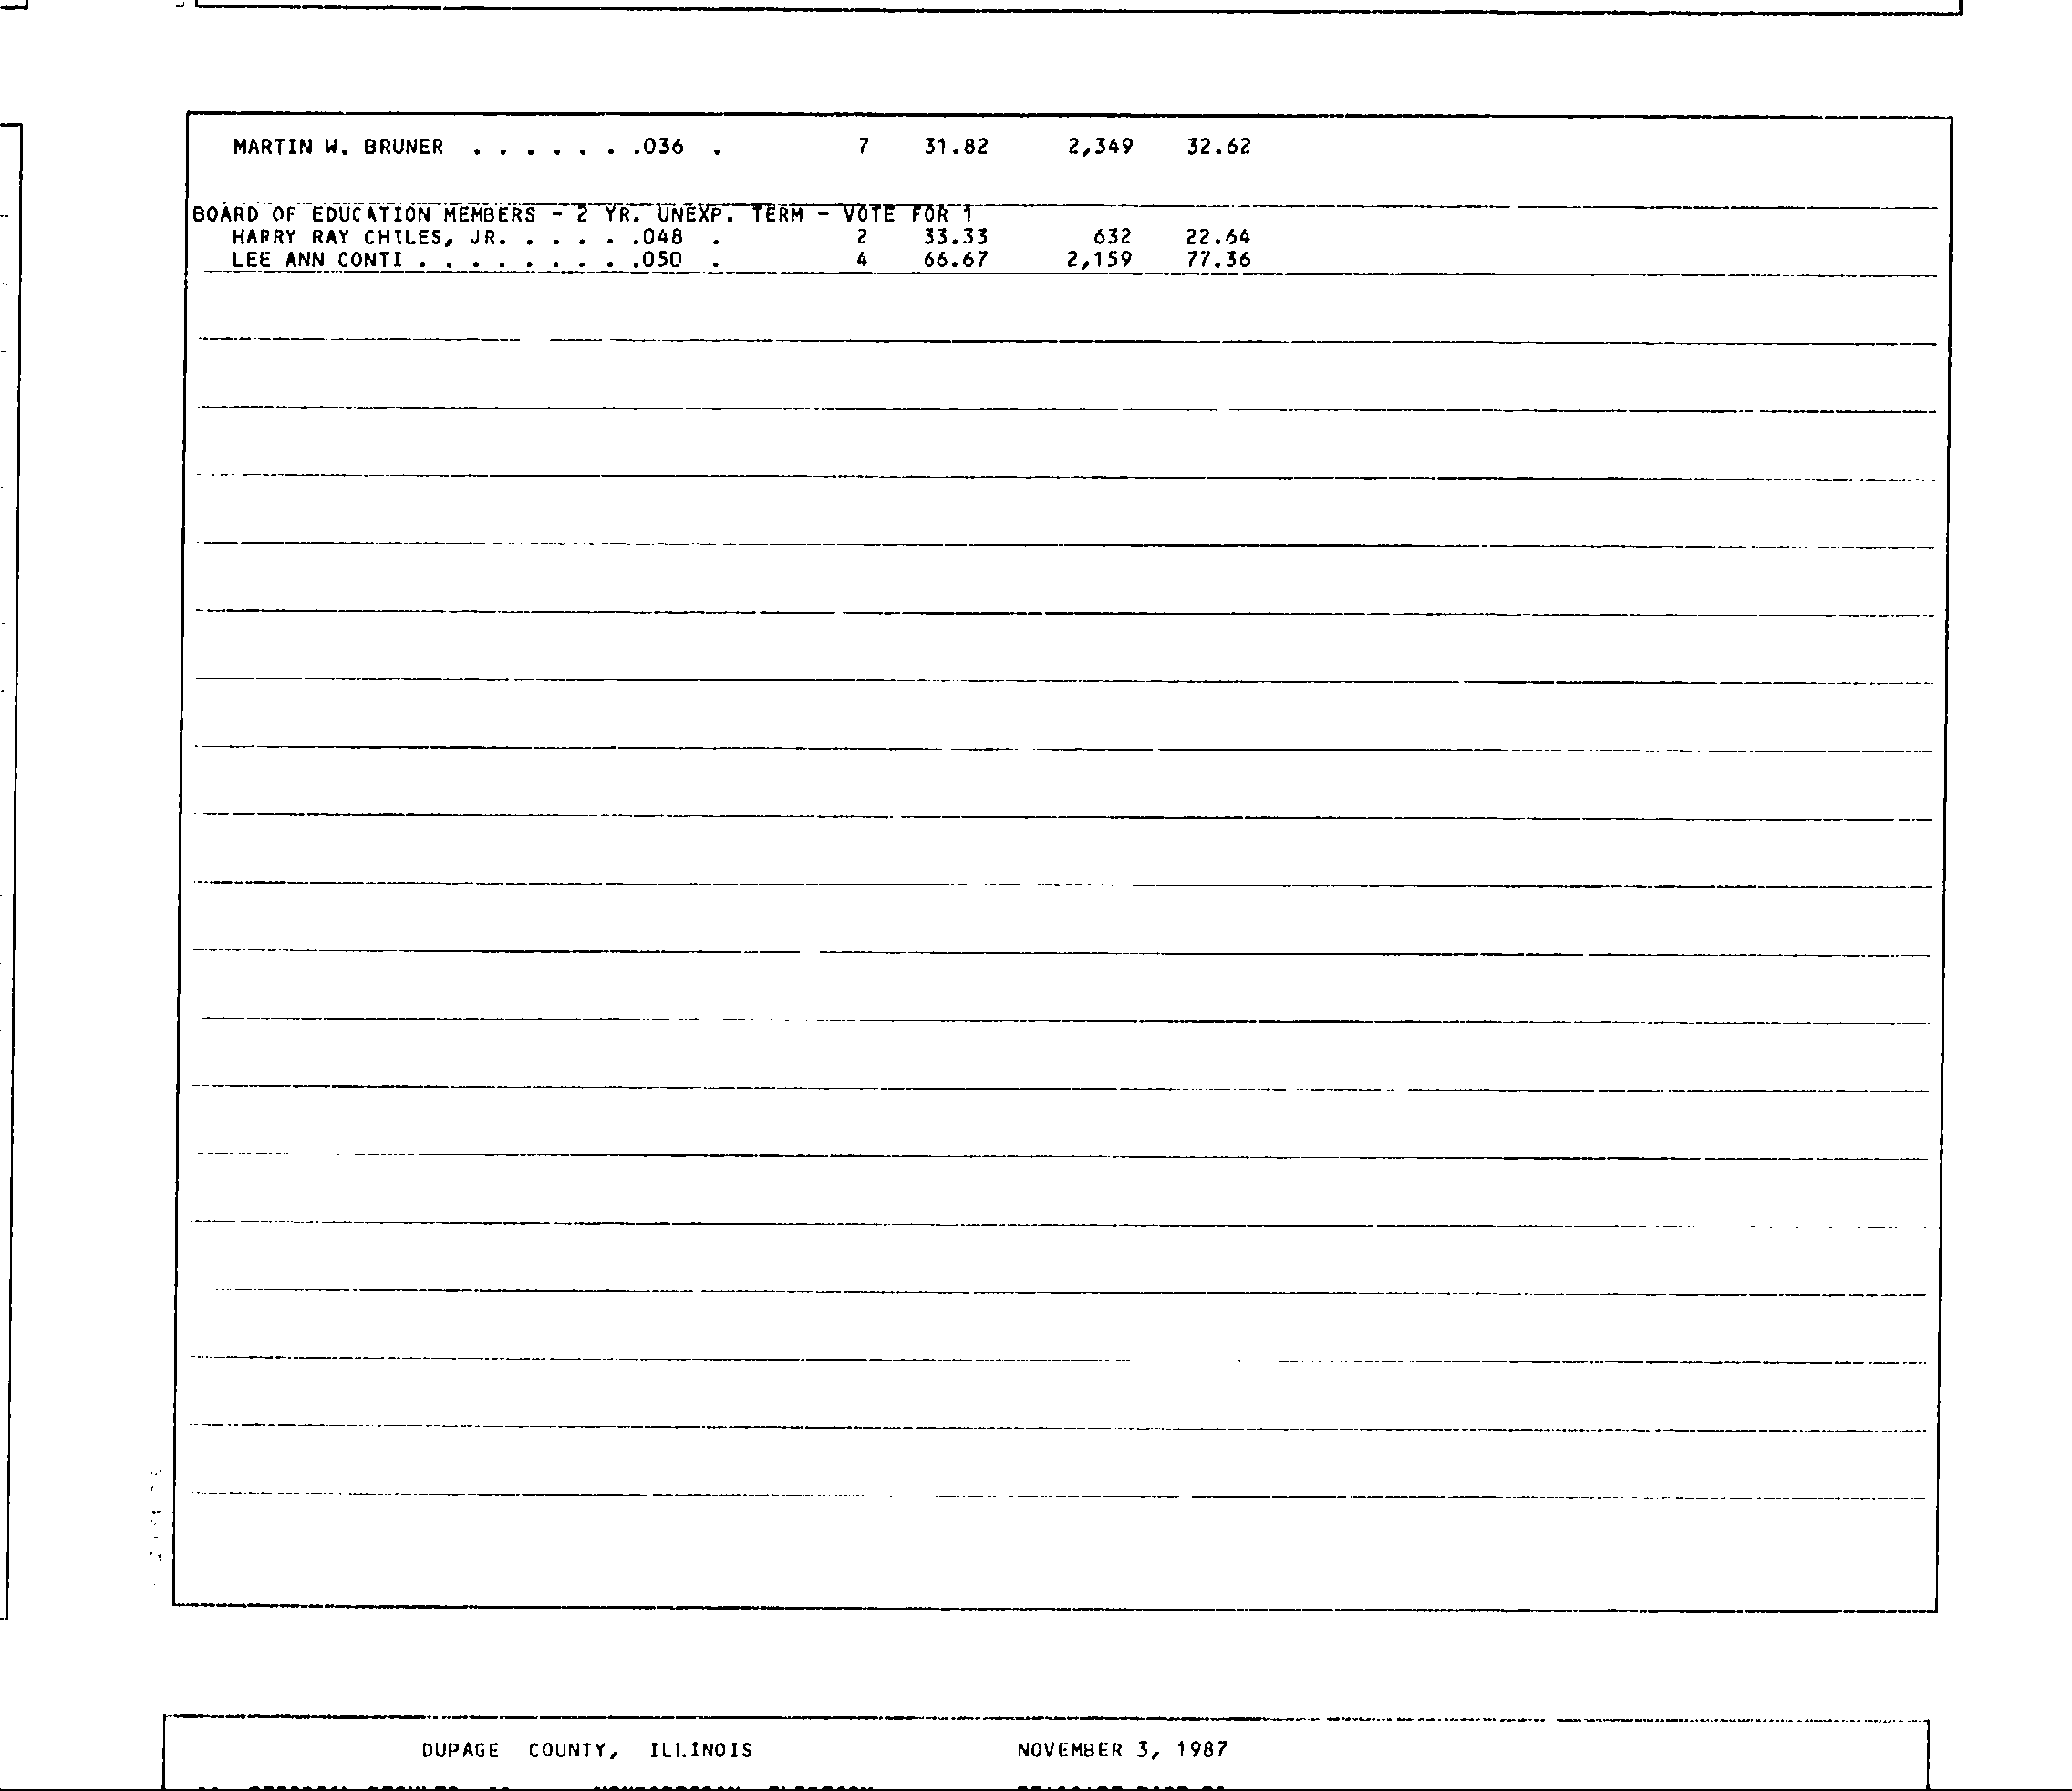 MARTIN W. BRUNER . . . . . . .036 . 7 31.82 2,349 32.62
BOARD OF EDUCATION MEMBERS - 2 YR. UNEXP. TERM - VOTE FOR 1
HARRY RAY CHILES, JR. . . . . . .048 . 2 33.33 632 22.64
LEE ANN CONTI . . . . . . . . .050 . 4 66.67 2,159 77.36
DUPAGE COUNTY, ILLINOIS NOVEMBER 3, 1987